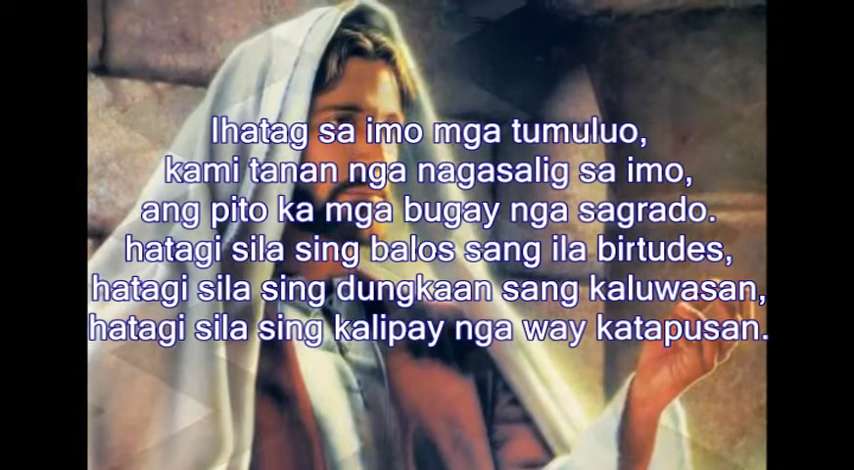 Ihatag sa imo mga tumuluo,
kami tanan nga nagasalig sa imo,
ang pito ka mga bugay nga sagrado.
hatagi sila sing balos sang ila birtudes,
hatagi sila sing dungkaan sang kaluwasan,
hatagi sila sing kalipay nga way katapusan.